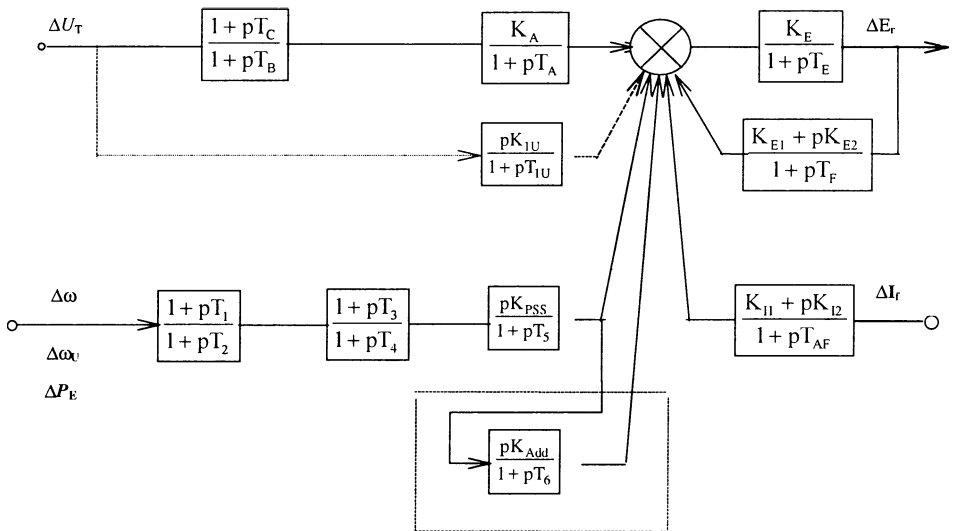 ΔU_T
1 + pT_C
1 + pT_B
K_A
1 + pT_A
K_E
1 + pT_E
ΔE_r
pK_1U
1 + pT_1U
K_E1 + pK_E2
1 + pT_F
Δω
Δω_U
ΔP_E
1 + pT_1
1 + pT_2
1 + pT_3
1 + pT_4
pK_PSS
1 + pT_5
K_I1 + pK_I2
1 + pT_AF
ΔI_f
pK_Add
1 + pT_6